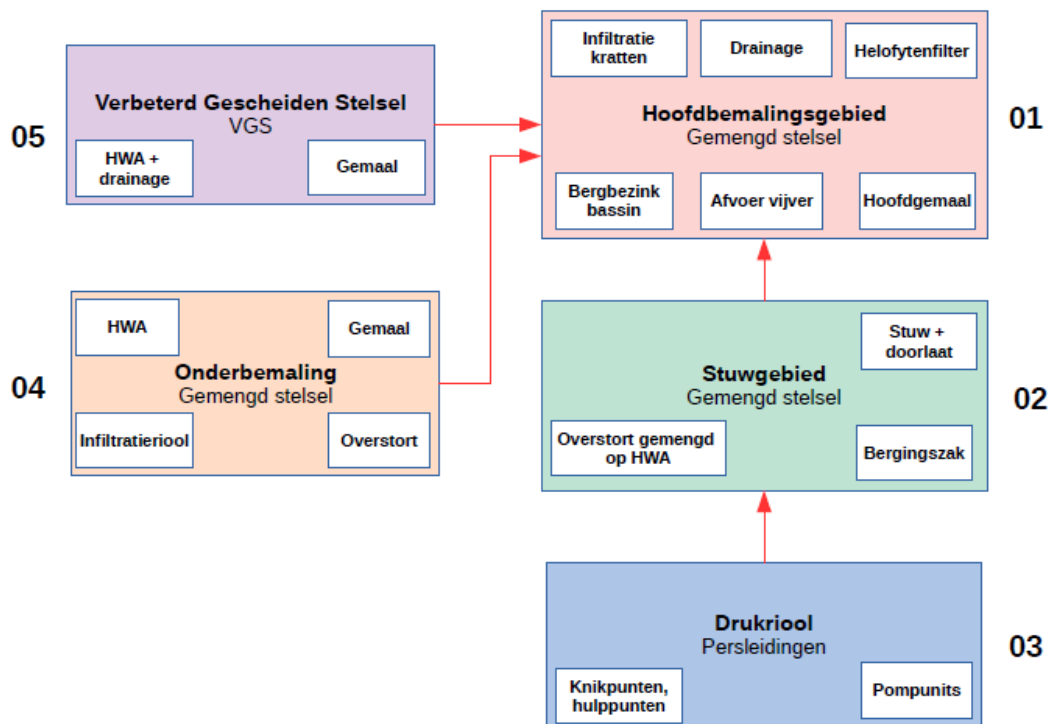 05
Verbeterd Gescheiden Stelsel
VGS
HWA +
drainage
Gemaal
Infiltratie
kratten
Drainage
Helofytenfilter
Hoofdbemalingsgebied
Gemengd stelsel
Bergbezink
bassin
Afvoer vijver
Hoofdgemaal
01
04
HWA
Gemaal
Onderbemaling
Gemengd stelsel
Infiltratieriool
Overstort
Stuw +
doorlaat
Stuwgebied
Gemengd stelsel
Overstort gemengd
op HWA
Bergingszak
02
Drukriool
Persleidingen
Knikpunten,
hulppunten
Pompunits
03